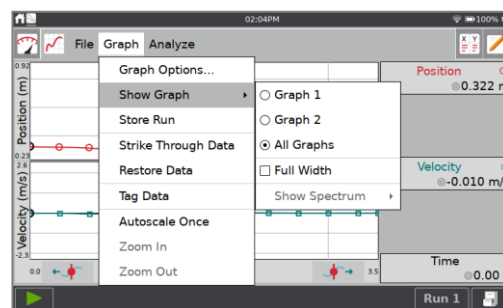 02:04PM
100%
File Graph Analyze
X Y
Graph Options...
Show Graph
Store Run
Strike Through Data
Restore Data
Tag Data
Autoscale Once
Zoom In
Zoom Out
Graph 1
Graph 2
All Graphs
Full Width
Show Spectrum
0.92
Position (m)
0.23
2.6
Velocity (m/s)
-2.3
0.0
3.5
Position
0.322
Velocity
-0.010 m/
Time
0.00
Run 1